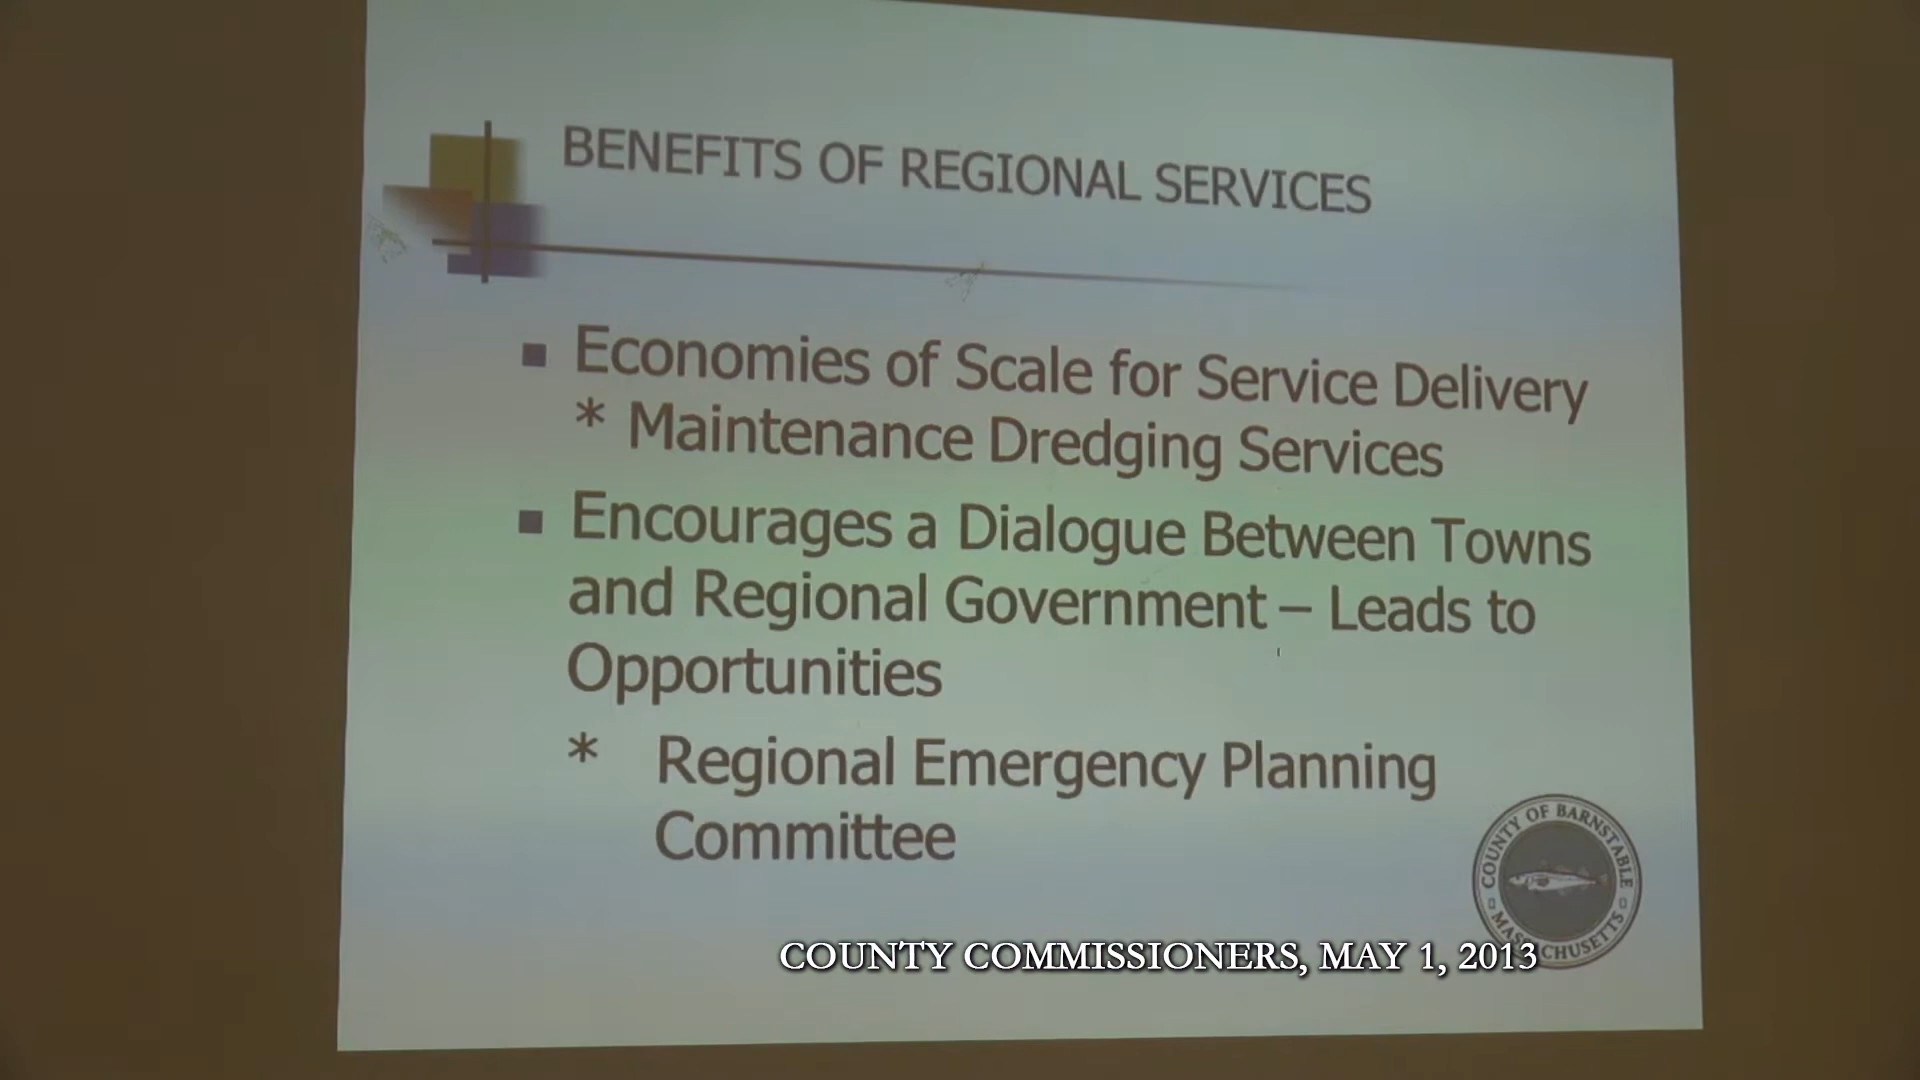 BENEFITS OF REGIONAL SERVICES
■ Economies of Scale for Service Delivery
* Maintenance Dredging Services
■ Encourages a Dialogue Between Towns
and Regional Government – Leads to
Opportunities
* Regional Emergency Planning
Committee
COUNTY OF BARNSTABLE
MASSACHUSETTS
COUNTY COMMISSIONERS, MAY 1, 2013